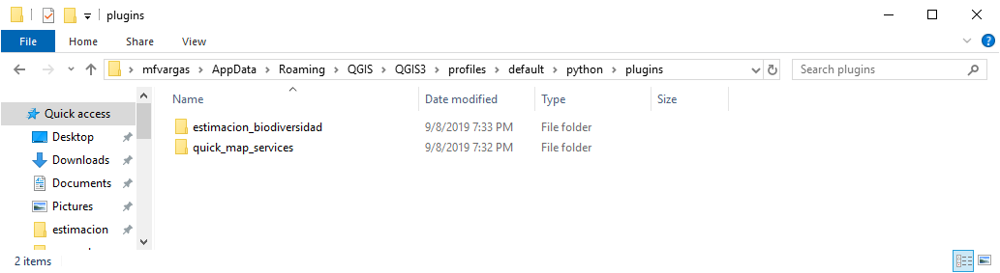 plugins
File Home Share View
mfvargas AppData Roaming QGIS QGIS3 profiles default python plugins Search plugins
Name Date modified Type Size
Quick access
estimacion_biodiversidad 9/8/2019 7:33 PM File folder
Desktop
quick_map_services 9/8/2019 7:32 PM File folder
Downloads
Documents
Pictures
estimacion
2 items